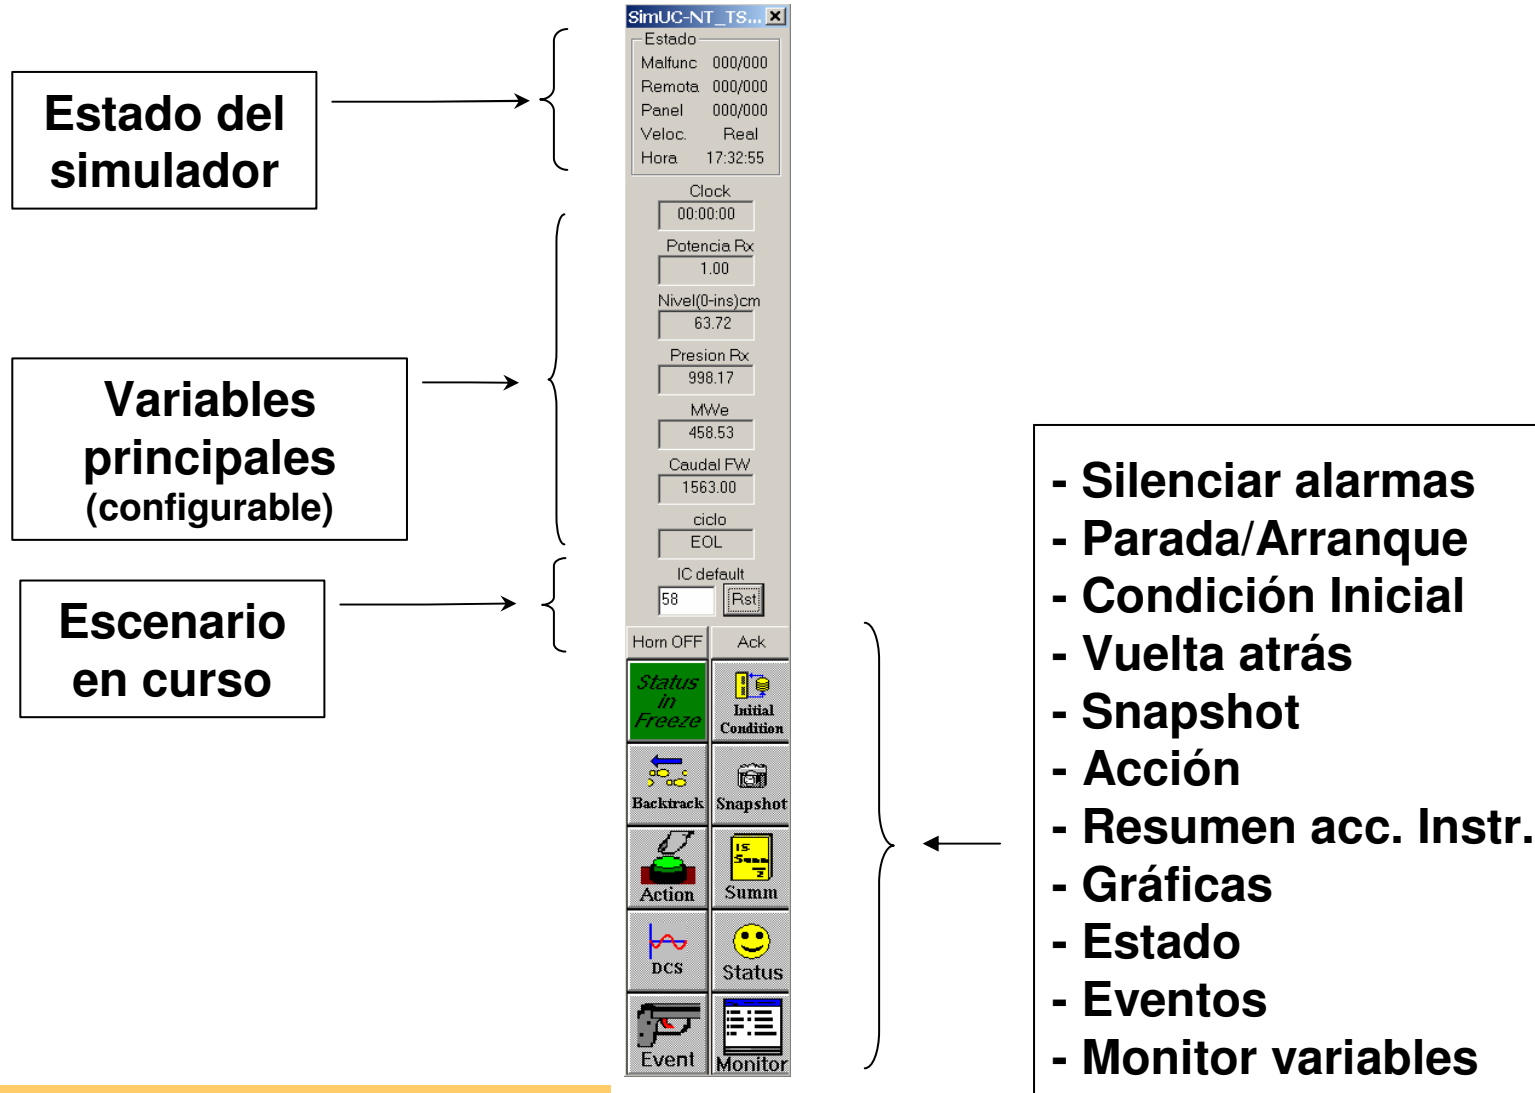 Estado del
simulador
Variables
principales
(configurable)
Escenario
en curso
SimUC-NT_TS...
Estado
Malfunc 000/000
Remota 000/000
Panel 000/000
Veloc. Real
Hora 17:32:55
Clock
00:00:00
Potencia Rx
1.00
Nivel(0-ins)cm
63.72
Presion Rx
998.17
MWe
458.53
Caudal FW
1563.00
ciclo
EOL
IC default
58 Rst
Horn OFF Ack
Status
in
Freeze
Initial
Condition
Backtrack
Snapshot
Action
Summ
DCS
Status
Event
Monitor
- Silenciar alarmas
- Parada/Arranque
- Condición Inicial
- Vuelta atrás
- Snapshot
- Acción
- Resumen acc. Instr.
- Gráficas
- Estado
- Eventos
- Monitor variables